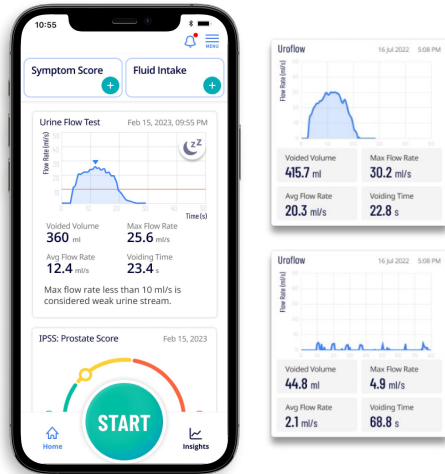 10:55
MENU
Symptom Score
+
Fluid Intake
+
Urine Flow Test
Feb 15, 2023, 09:55 PM
Flow Rate (ml/s)
z z
Time (s)
Voided Volume
360 ml
Max Flow Rate
25.6 ml/s
Avg Flow Rate
12.4 ml/s
Voiding Time
23.4 s
Max flow rate less than 10 ml/s is
considered weak urine stream.
IPSS: Prostate Score
Feb 15, 2023
START
Home
Insights
Uroflow
16 Jul 2022 5:08 PM
Flow Rate (ml/s)
Voided Volume
415.7 ml
Max Flow Rate
30.2 ml/s
Avg Flow Rate
20.3 ml/s
Voiding Time
22.8 s
Uroflow
16 Jul 2022 5:08 PM
Flow Rate (ml/s)
Voided Volume
44.8 ml
Max Flow Rate
4.9 ml/s
Avg Flow Rate
2.1 ml/s
Voiding Time
68.8 s